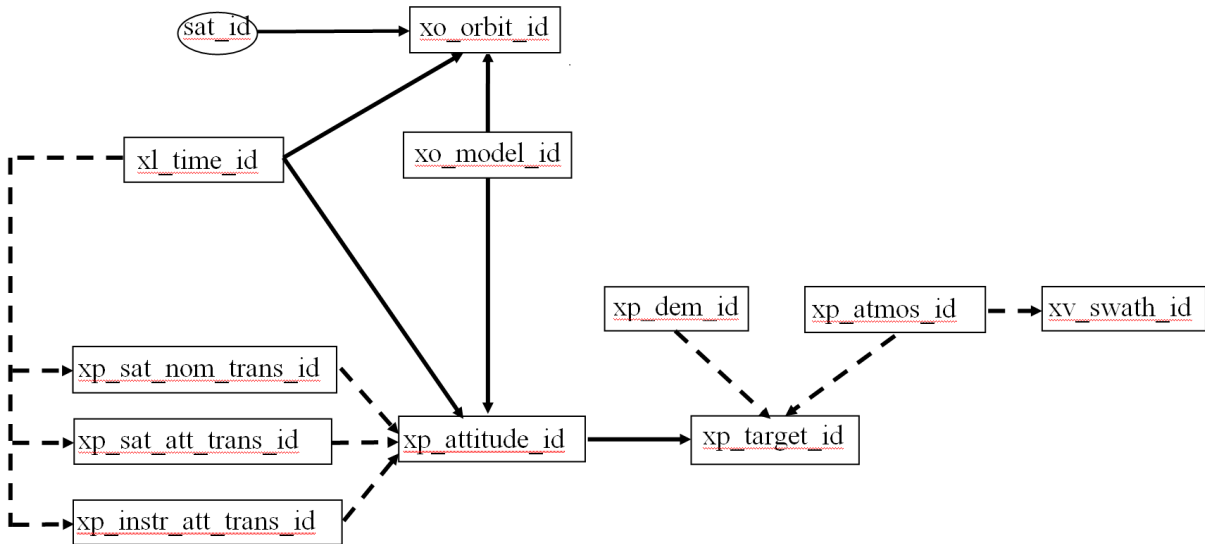 sat_id
xo_orbit_id
xl_time_id
xo_model_id
xp_dem_id
xp_atmos_id
xv_swath_id
xp_sat_nom_trans_id
xp_sat_att_trans_id
xp_attitude_id
xp_target_id
xp_instr_att_trans_id